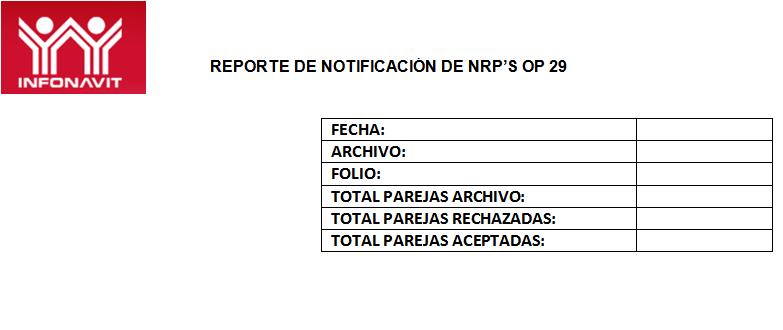 INFONAVIT
REPORTE DE NOTIFICACIÓN DE NRP’S OP 29
FECHA:
ARCHIVO:
FOLIO:
TOTAL PAREJAS ARCHIVO:
TOTAL PAREJAS RECHAZADAS:
TOTAL PAREJAS ACEPTADAS: